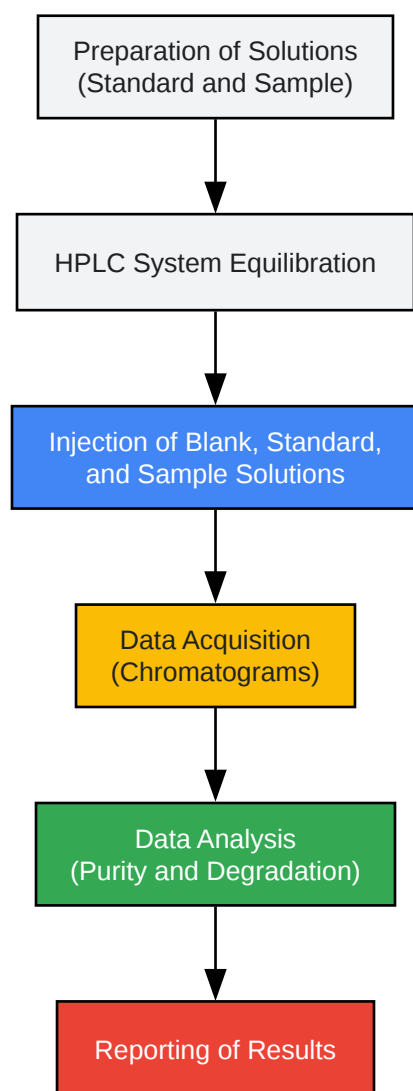 Preparation of Solutions
(Standard and Sample)
HPLC System Equilibration
Injection of Blank, Standard,
and Sample Solutions
Data Acquisition
(Chromatograms)
Data Analysis
(Purity and Degradation)
Reporting of Results